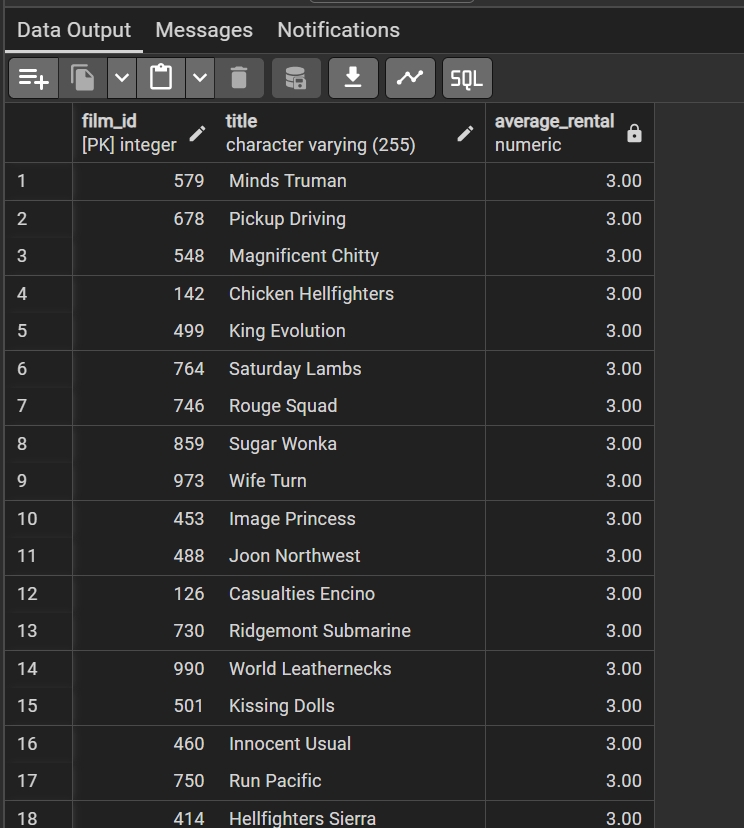 Data Output Messages Notifications
SQL
film_id title average_rental
[PK] integer character varying (255) numeric
1 579 Minds Truman 3.00
2 678 Pickup Driving 3.00
3 548 Magnificent Chitty 3.00
4 142 Chicken Hellfighters 3.00
5 499 King Evolution 3.00
6 764 Saturday Lambs 3.00
7 746 Rouge Squad 3.00
8 859 Sugar Wonka 3.00
9 973 Wife Turn 3.00
10 453 Image Princess 3.00
11 488 Joon Northwest 3.00
12 126 Casualties Encino 3.00
13 730 Ridgemont Submarine 3.00
14 990 World Leathernecks 3.00
15 501 Kissing Dolls 3.00
16 460 Innocent Usual 3.00
17 750 Run Pacific 3.00
18 414 Hellfighters Sierra 3.00